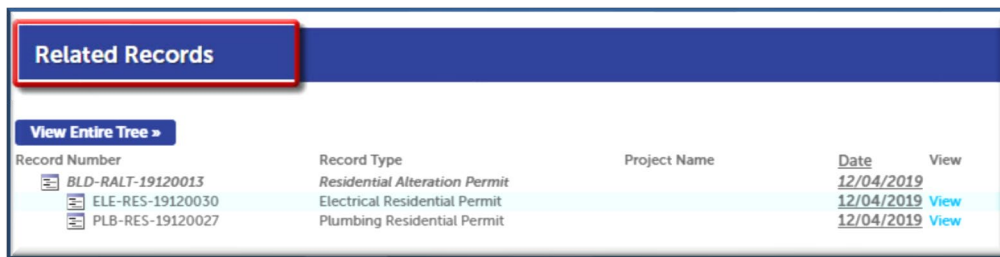 Related Records
View Entire Tree »
Record Number Record Type Project Name Date View
BLD-RALT-19120013 Residential Alteration Permit 12/04/2019
ELE-RES-19120030 Electrical Residential Permit 12/04/2019 View
PLB-RES-19120027 Plumbing Residential Permit 12/04/2019 View